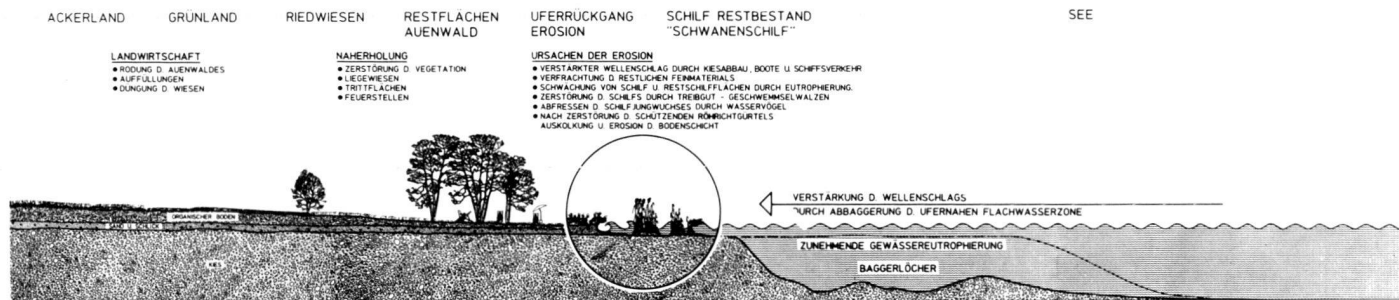 ACKERLAND
GRÜNLAND
RIEDWIESEN
RESTFLÄCHEN
AUENWALD
UFERRÜCKGANG
EROSION
SCHILF RESTBESTAND
"SCHWANENSCHILF"
SEE
LANDWIRTSCHAFT
• RODUNG D. AUENWALDES
• AUFFÜLLUNGEN
• DÜNGUNG D. WIESEN
NAHERHOLUNG
• ZERSTÖRUNG D. VEGETATION
• LIEGEWIESEN
• TRITTFLÄCHEN
• FEUERSTELLEN
URSACHEN DER EROSION
• VERSTÄRKTER WELLENSCHLAG DURCH KIESABBAU, BOOTE U. SCHIFFSVERKEHR
• VERFRACHTUNG D. RESTLICHEN FEINMATERIALS
• SCHWÄCHUNG VON SCHILF U. RESTSCHILFFLÄCHEN DURCH EUTROPHIERUNG.
• ZERSTÖRUNG D. SCHILFS DURCH TREIBGUT - GESCHWEMMSELWALZEN
• ABFRESSEN D. SCHILFJUNGWUCHSES DURCH WASSERVÖGEL
• NACH ZERSTÖRUNG D. SCHÜTZENDEN RÖHRICHTGÜRTELS
AUSKOLKUNG U. EROSION D. BODENSCHICHT
VERSTÄRKUNG D. WELLENSCHLAGS
DURCH ABBAGGERUNG D. UFERNAHEN FLACHWASSERZONE
ORGANISCHER BODEN
SAND U. SCHLICK
KIES
ZUNEHMENDE GEWÄSSEREUTROPHIERUNG
BAGGERLÖCHER